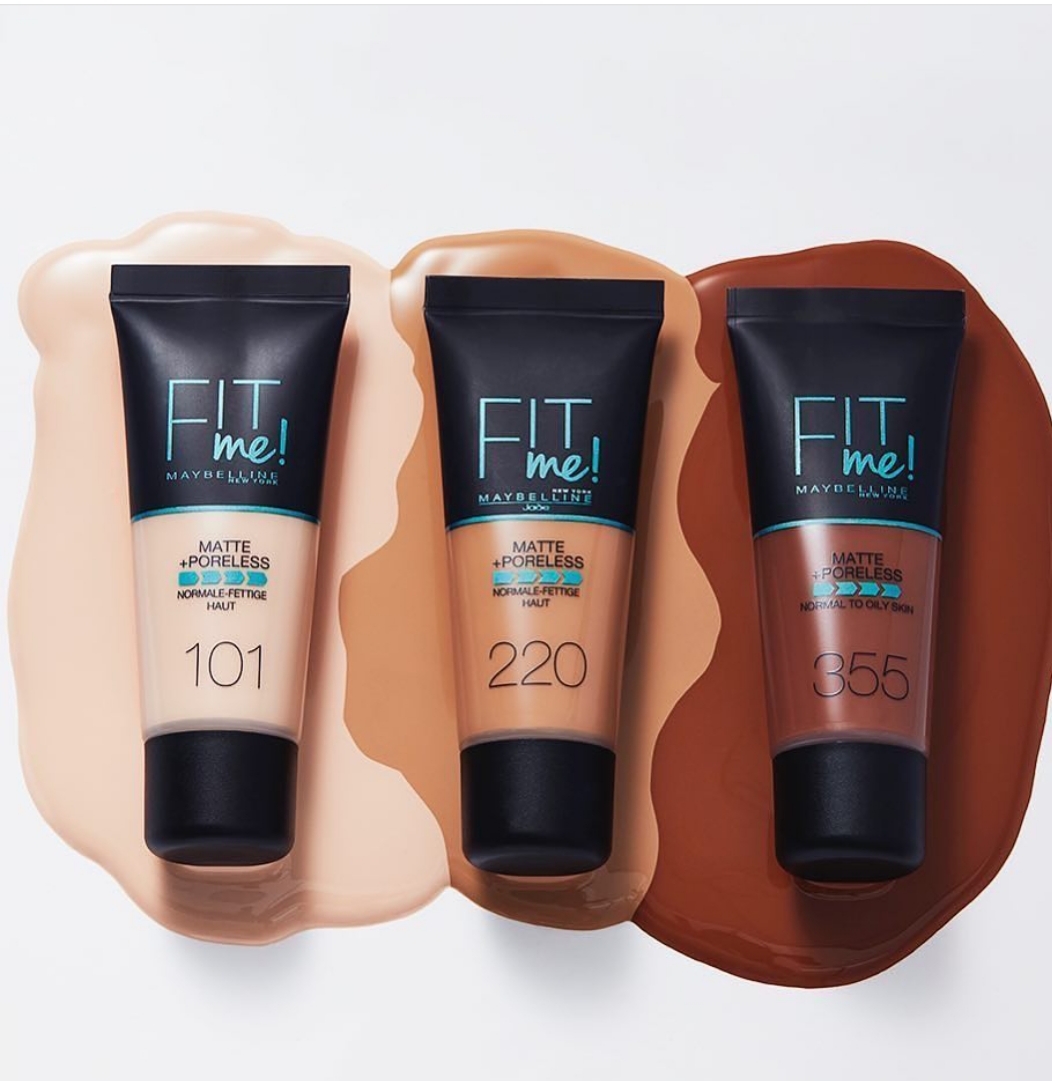 FIT
me!
MAYBELLINE
NEW YORK
MATTE
+PORELESS
NORMALE-FETTIGE
HAUT
101
FIT
me!
NEW YORK
MAYBELLINE
Jade
MATTE
+PORELESS
NORMALE-FETTIGE
HAUT
220
FIT
me!
MAYBELLINE
NEW YORK
MATTE
+PORELESS
NORMAL TO OILY SKIN
355